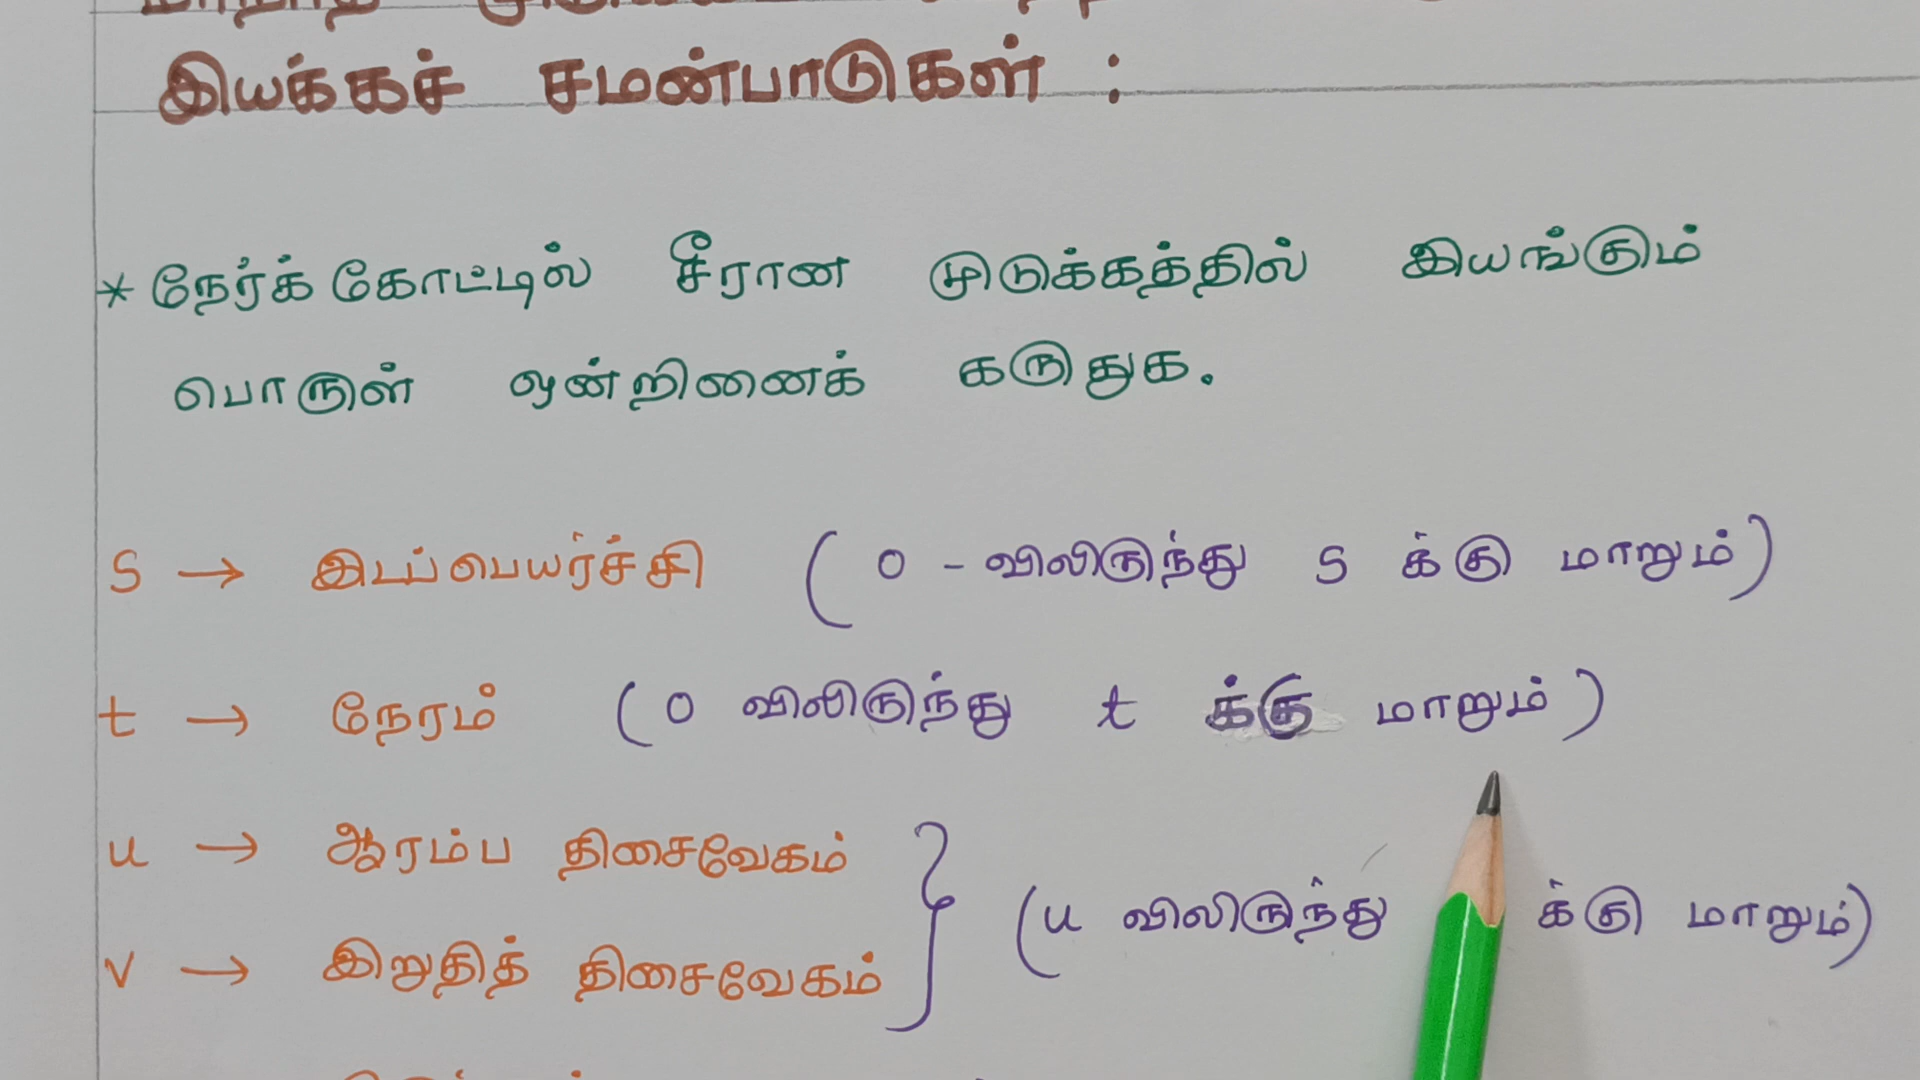 இயக்கச் சமன்பாடுகள் :
* நேர்க்கோட்டில் சீரான முடுக்கத்தில் இயங்கும்
பொருள் ஒன்றினைக் கருதுக.
S → இடப்பெயர்ச்சி ( 0 - விலிருந்து S க்கு மாறும் )
t → நேரம் ( 0 விலிருந்து t க்கு மாறும் )
u → ஆரம்ப திசைவேகம்
(u விலிருந்து க்கு மாறும்)
v → இறுதித் திசைவேகம்